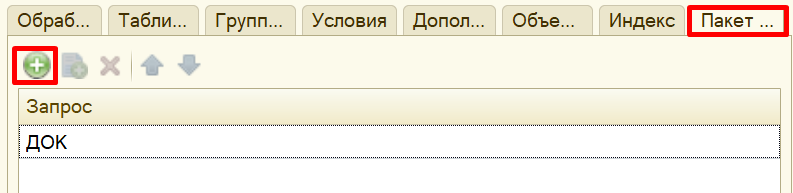 Обраб... Табли... Групп... Условия Допол... Объе... Индекс Пакет ...
Запрос
ДОК